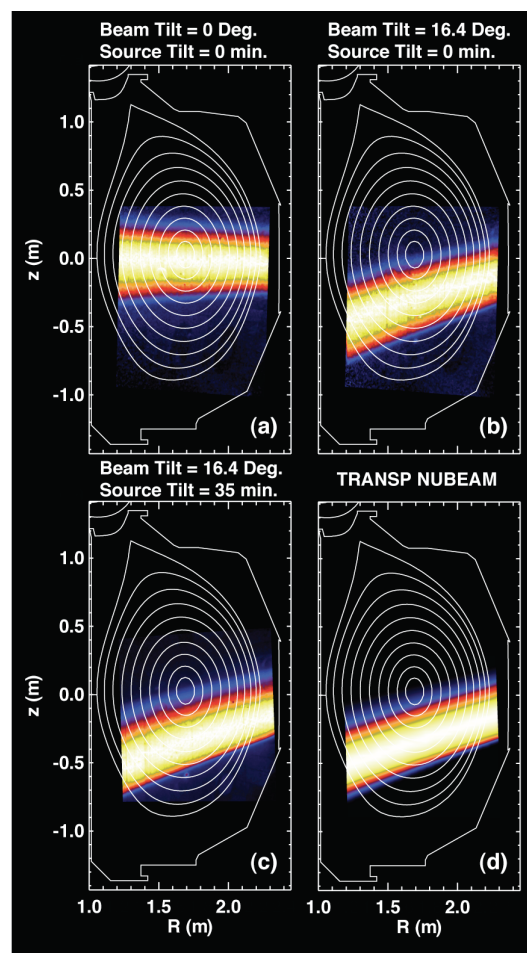 Beam Tilt = 0 Deg.
Source Tilt = 0 min.
Beam Tilt = 16.4 Deg.
Source Tilt = 0 min.
1.0
0.5
0.0
-0.5
-1.0
z (m)
(a)
(b)
Beam Tilt = 16.4 Deg.
Source Tilt = 35 min.
TRANSP NUBEAM
1.0
0.5
0.0
-0.5
-1.0
z (m)
(c)
(d)
1.0 1.5 2.0
R (m)
1.0 1.5 2.0
R (m)